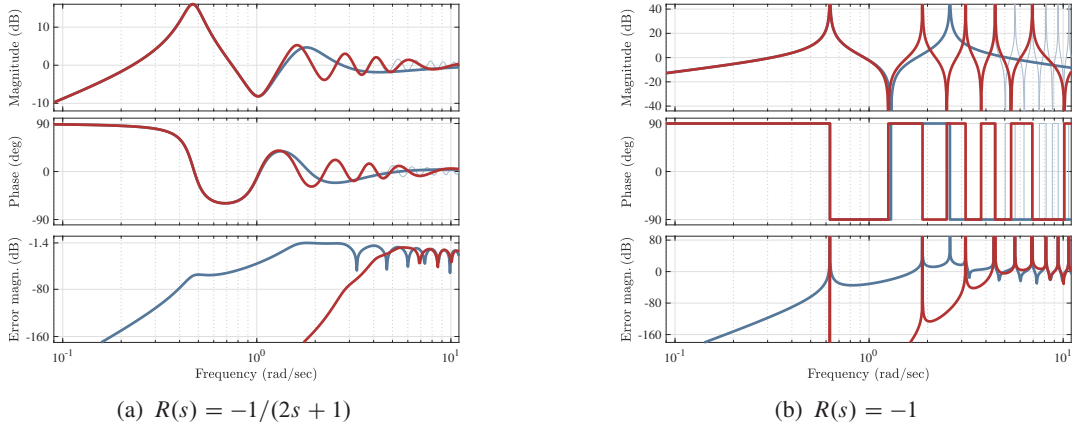 Magnitude (dB)
10
0
-10
Phase (deg)
90
0
-90
Error magn. (dB)
-1.4
-80
-160
10^-1
10^0
10^1
Frequency (rad/sec)
(a) R(s) = −1/(2s + 1)
Magnitude (dB)
40
20
0
-20
-40
Phase (deg)
90
0
-90
Error magn. (dB)
80
0
-80
-160
10^-1
10^0
10^1
Frequency (rad/sec)
(b) R(s) = −1